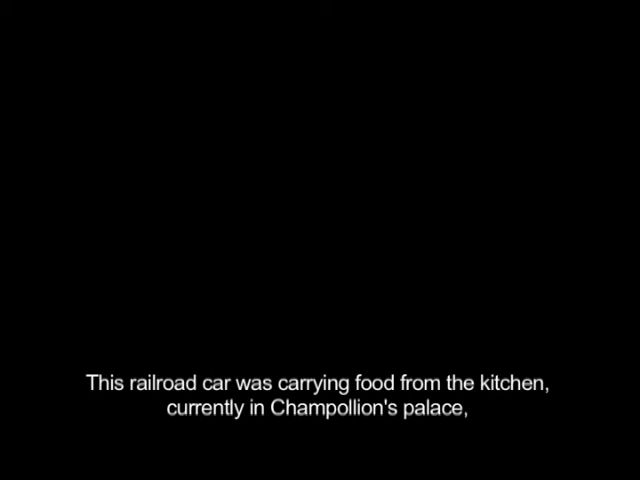 This railroad car was carrying food from the kitchen,
currently in Champollion's palace,